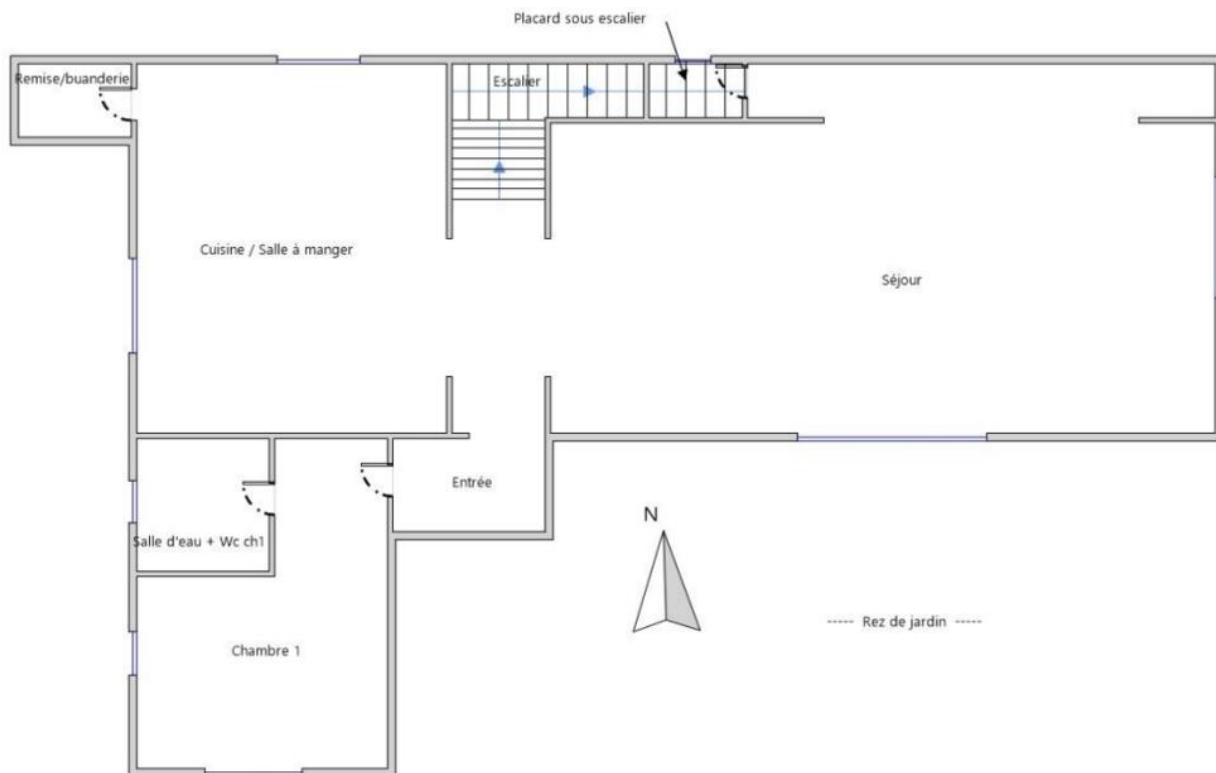 Placard sous escalier
Remise/buanderie
Escalier
Cuisine / Salle à manger
Séjour
Entrée
Salle d'eau + Wc ch1
N
----- Rez de jardin -----
Chambre 1